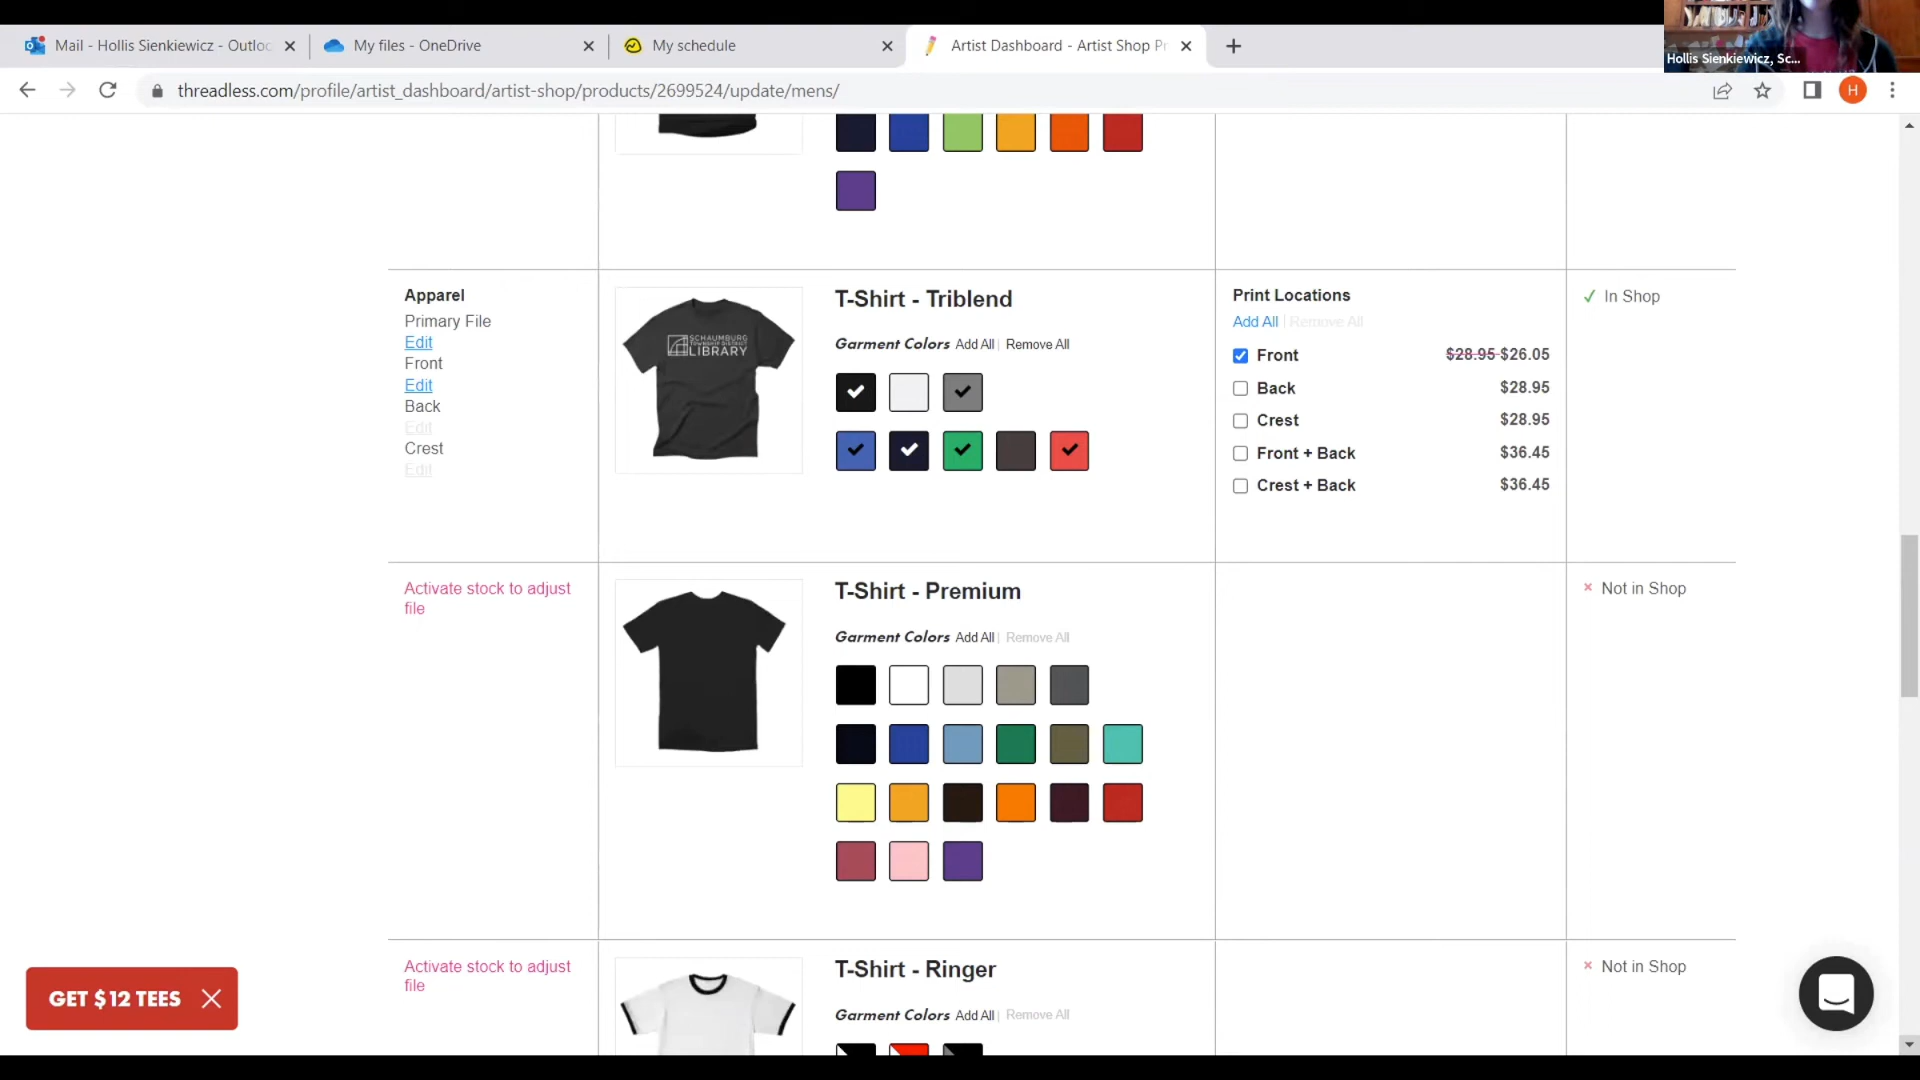 Mail - Hollis Sienkiewicz - Outloo
My files - OneDrive
My schedule
Artist Dashboard - Artist Shop Pr
Hollis Sienkiewicz, Sc...
threadless.com/profile/artist_dashboard/artist-shop/products/2699524/update/mens/
H
Apparel
Primary File
Edit
Front
Edit
Back
Edit
Crest
Edit
SCHAUMBURG
TOWNSHIP DISTRICT
LIBRARY
T-Shirt - Triblend
Garment Colors Add All | Remove All
Print Locations
Add All | Remove All
Front $28.95 $26.05
Back $28.95
Crest $28.95
Front + Back $36.45
Crest + Back $36.45
In Shop
Activate stock to adjust
file
T-Shirt - Premium
Garment Colors Add All | Remove All
Not in Shop
Activate stock to adjust
file
T-Shirt - Ringer
Garment Colors Add All | Remove All
Not in Shop
GET $12 TEES